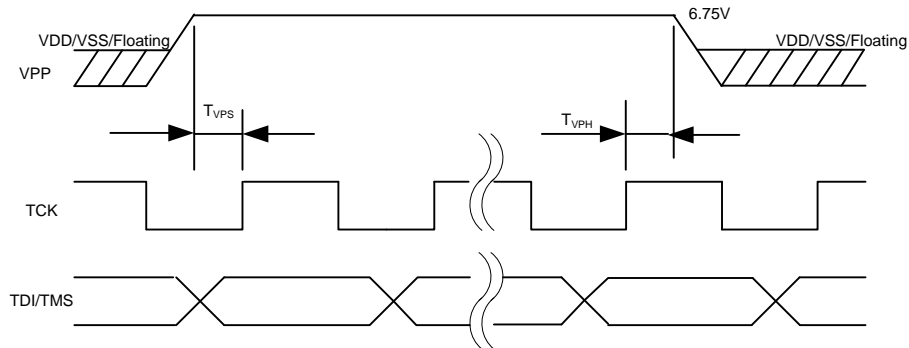 6.75V
VDD/VSS/Floating
VDD/VSS/Floating
VPP
TVPS
TVPH
TCK
TDI/TMS